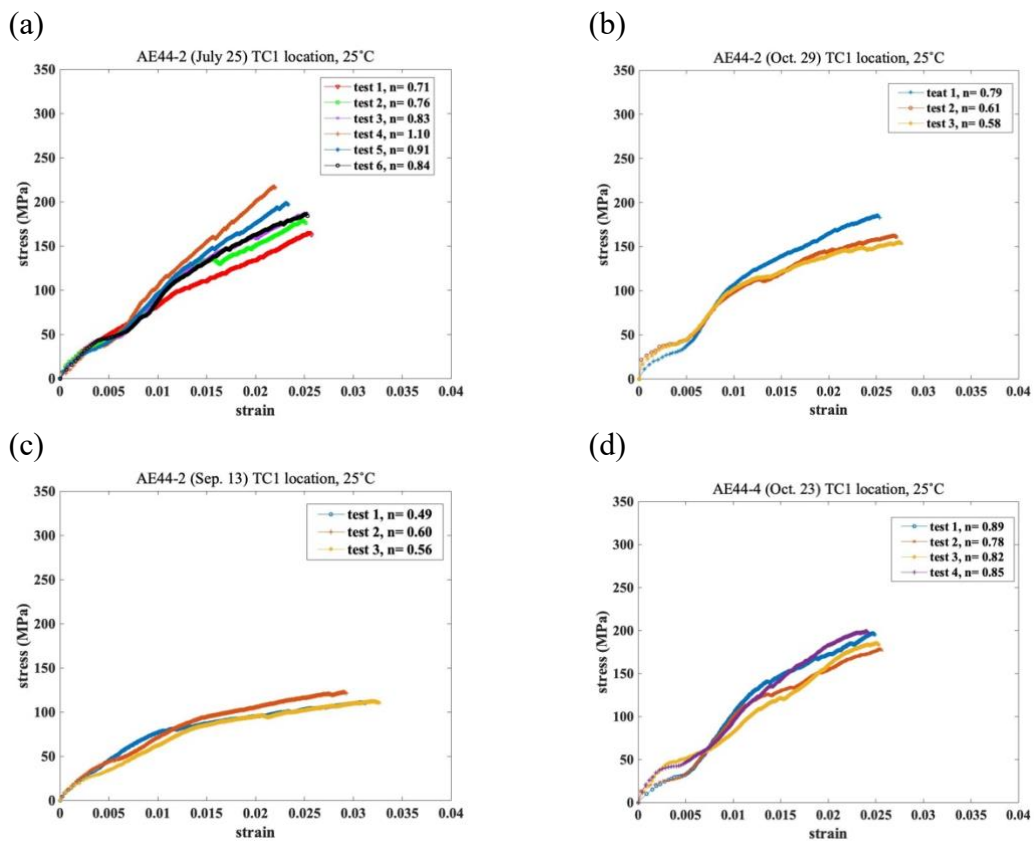 (a)
AE44-2 (July 25) TC1 location, 25˚C
350
300
250
200
150
100
50
0
stress (MPa)
test 1, n= 0.71
test 2, n= 0.76
test 3, n= 0.83
test 4, n= 1.10
test 5, n= 0.91
test 6, n= 0.84
0 0.005 0.01 0.015 0.02 0.025 0.03 0.035 0.04
strain
(b)
AE44-2 (Oct. 29) TC1 location, 25˚C
350
300
250
200
150
100
50
0
stress (MPa)
teat 1, n= 0.79
test 2, n= 0.61
test 3, n= 0.58
0 0.005 0.01 0.015 0.02 0.025 0.03 0.035 0.04
strain
(c)
AE44-2 (Sep. 13) TC1 location, 25˚C
350
300
250
200
150
100
50
0
stress (MPa)
test 1, n= 0.49
test 2, n= 0.60
test 3, n= 0.56
0 0.005 0.01 0.015 0.02 0.025 0.03 0.035 0.04
strain
(d)
AE44-4 (Oct. 23) TC1 location, 25˚C
350
300
250
200
150
100
50
0
stress (MPa)
test 1, n= 0.89
test 2, n= 0.78
test 3, n= 0.82
test 4, n= 0.85
0 0.005 0.01 0.015 0.02 0.025 0.03 0.035 0.04
strain